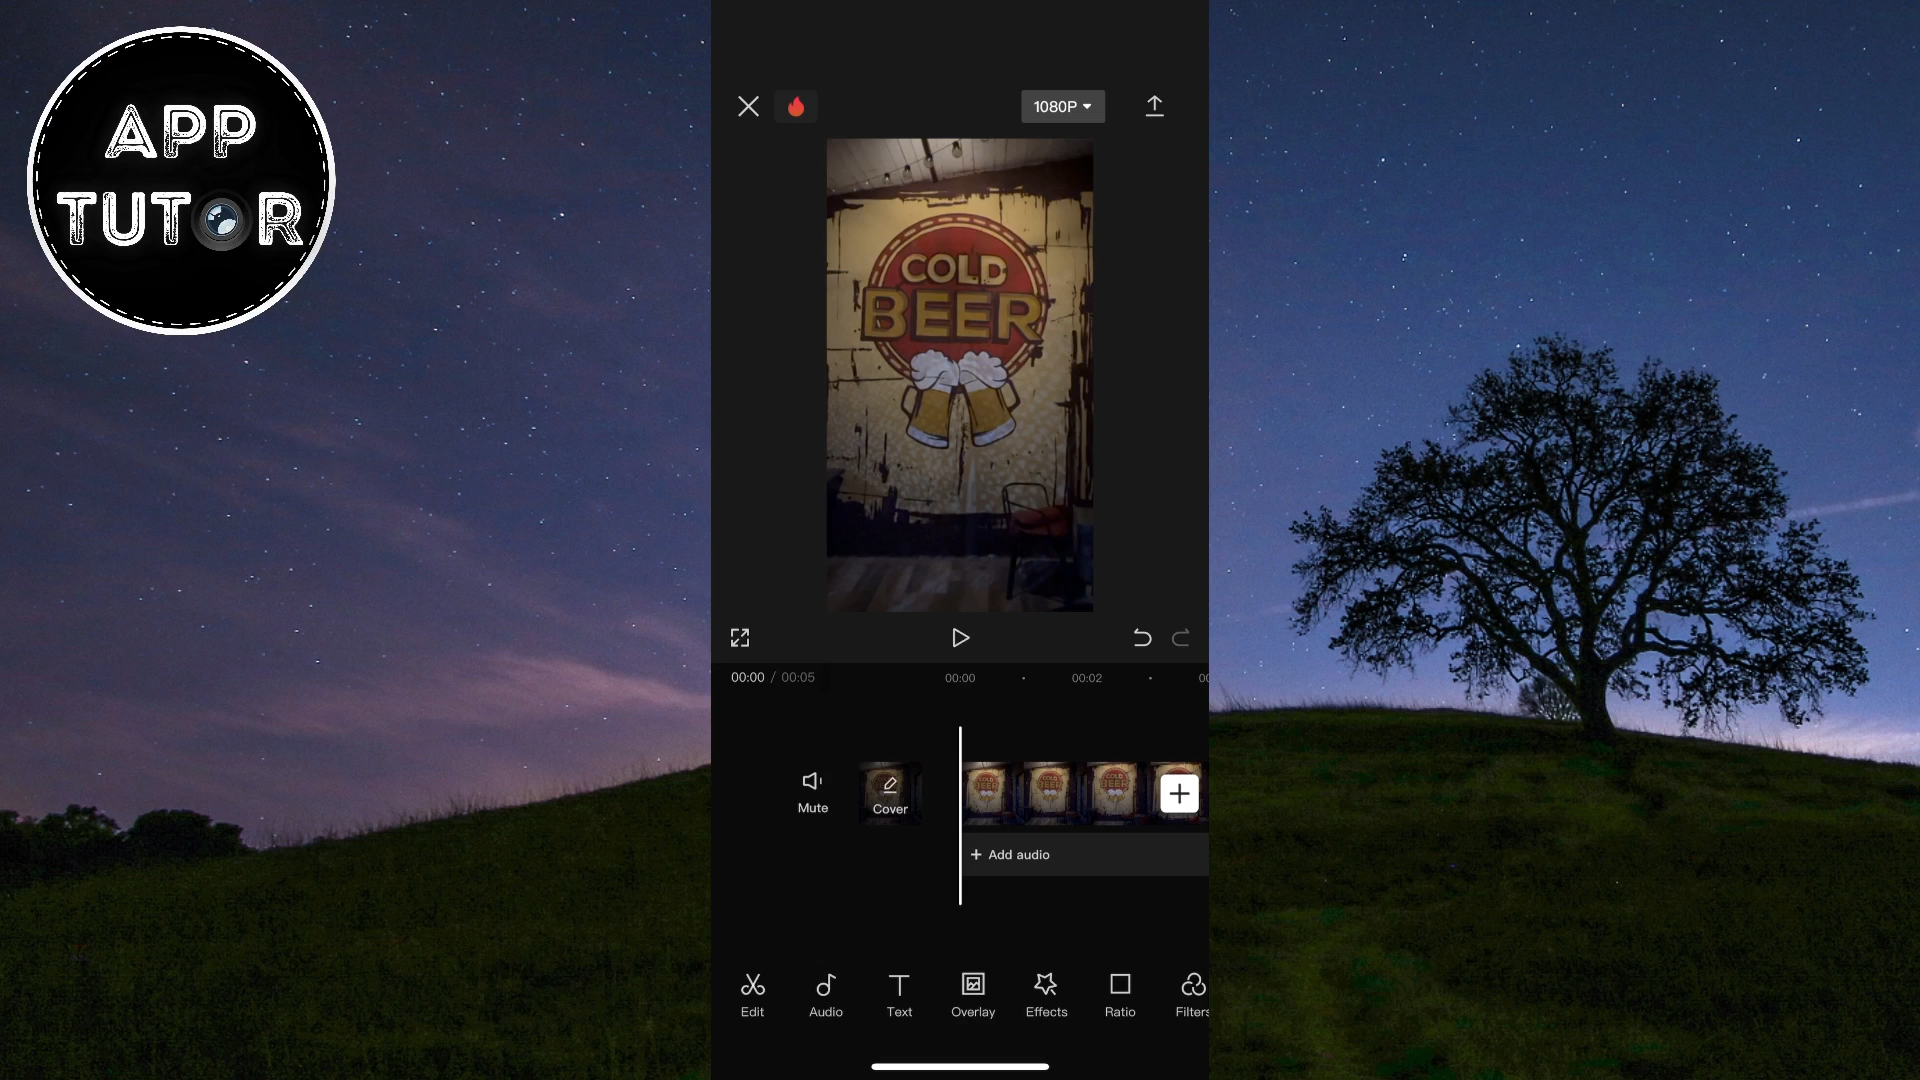 APP
TUTOR
1080P
COLD
BEER
00:00 / 00:05
00:00
00:02
Mute
Cover
+ Add audio
Edit
Audio
Text
Overlay
Effects
Ratio
Filters